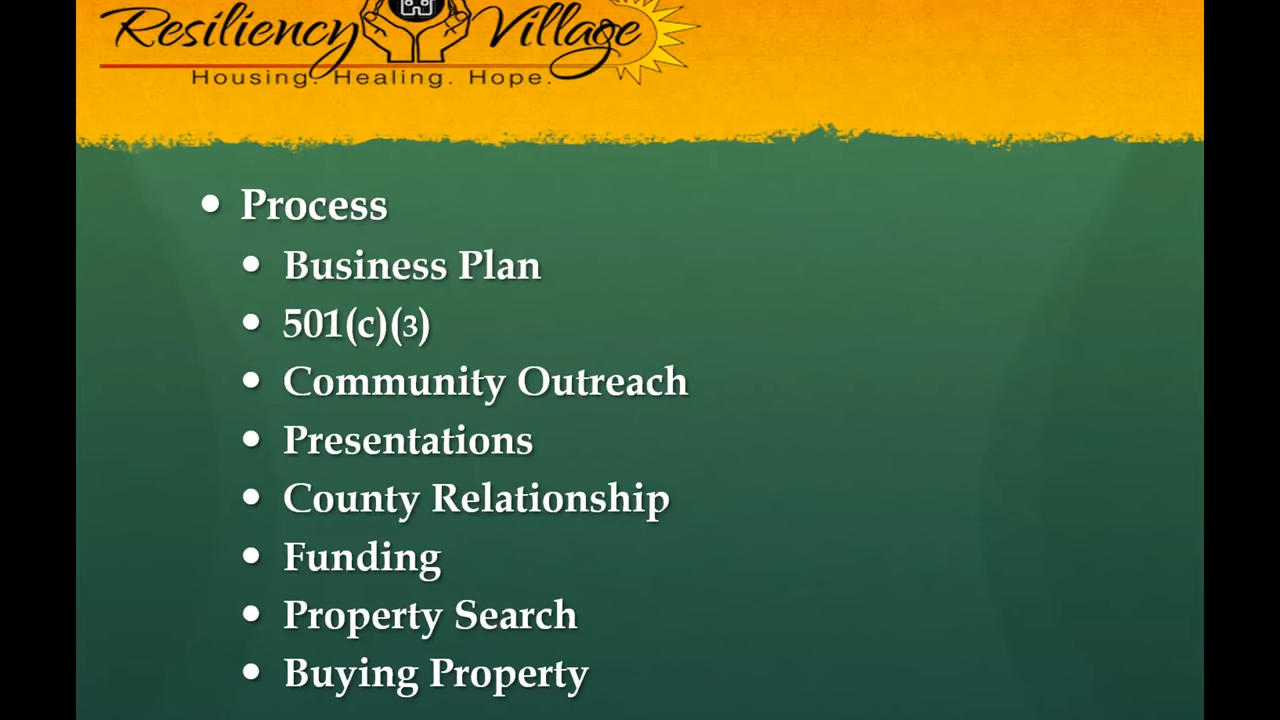 Resiliency Village
Housing. Healing. Hope.
Process
Business Plan
501(c)(3)
Community Outreach
Presentations
County Relationship
Funding
Property Search
Buying Property